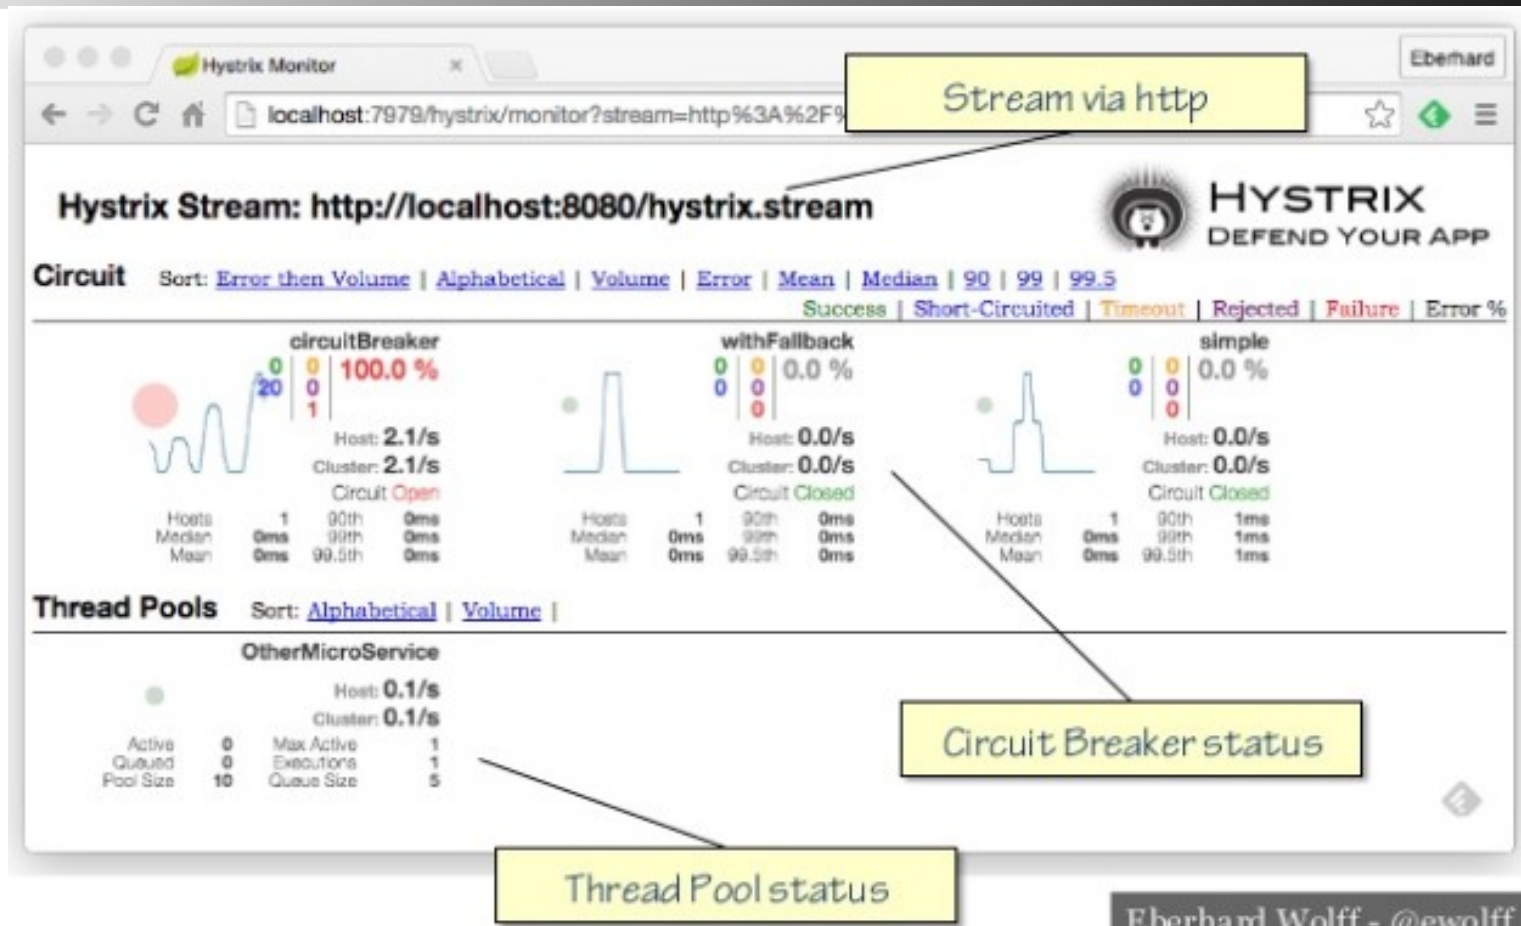 Hystrix Monitor
Eberhard
localhost:7979/hystrix/monitor?stream=http%3A%2F%
Stream via http
Hystrix Stream: http://localhost:8080/hystrix.stream
HYSTRIX
DEFEND YOUR APP
Circuit Sort: Error then Volume | Alphabetical | Volume | Error | Mean | Median | 90 | 99 | 99.5
Success | Short-Circuited | Timeout | Rejected | Failure | Error %
circuitBreaker
0 0 100.0 %
20 0
1
Host: 2.1/s
Cluster: 2.1/s
Circuit Open
Hosts 1 90th 0ms
Median 0ms 99th 0ms
Mean 0ms 99.5th 0ms
withFallback
0 0 0.0 %
0 0
0
Host: 0.0/s
Cluster: 0.0/s
Circuit Closed
Hosts 1 90th 0ms
Median 0ms 99th 0ms
Mean 0ms 99.5th 0ms
simple
0 0 0.0 %
0 0
0
Host: 0.0/s
Cluster: 0.0/s
Circuit Closed
Hosts 1 90th 1ms
Median 0ms 99th 1ms
Mean 0ms 99.5th 1ms
Thread Pools Sort: Alphabetical | Volume |
OtherMicroService
Host: 0.1/s
Cluster: 0.1/s
Active 0 Max Active 1
Queued 0 Executions 1
Pool Size 10 Queue Size 5
Circuit Breaker status
Thread Pool status
Eberhard Wolff - @ewolff